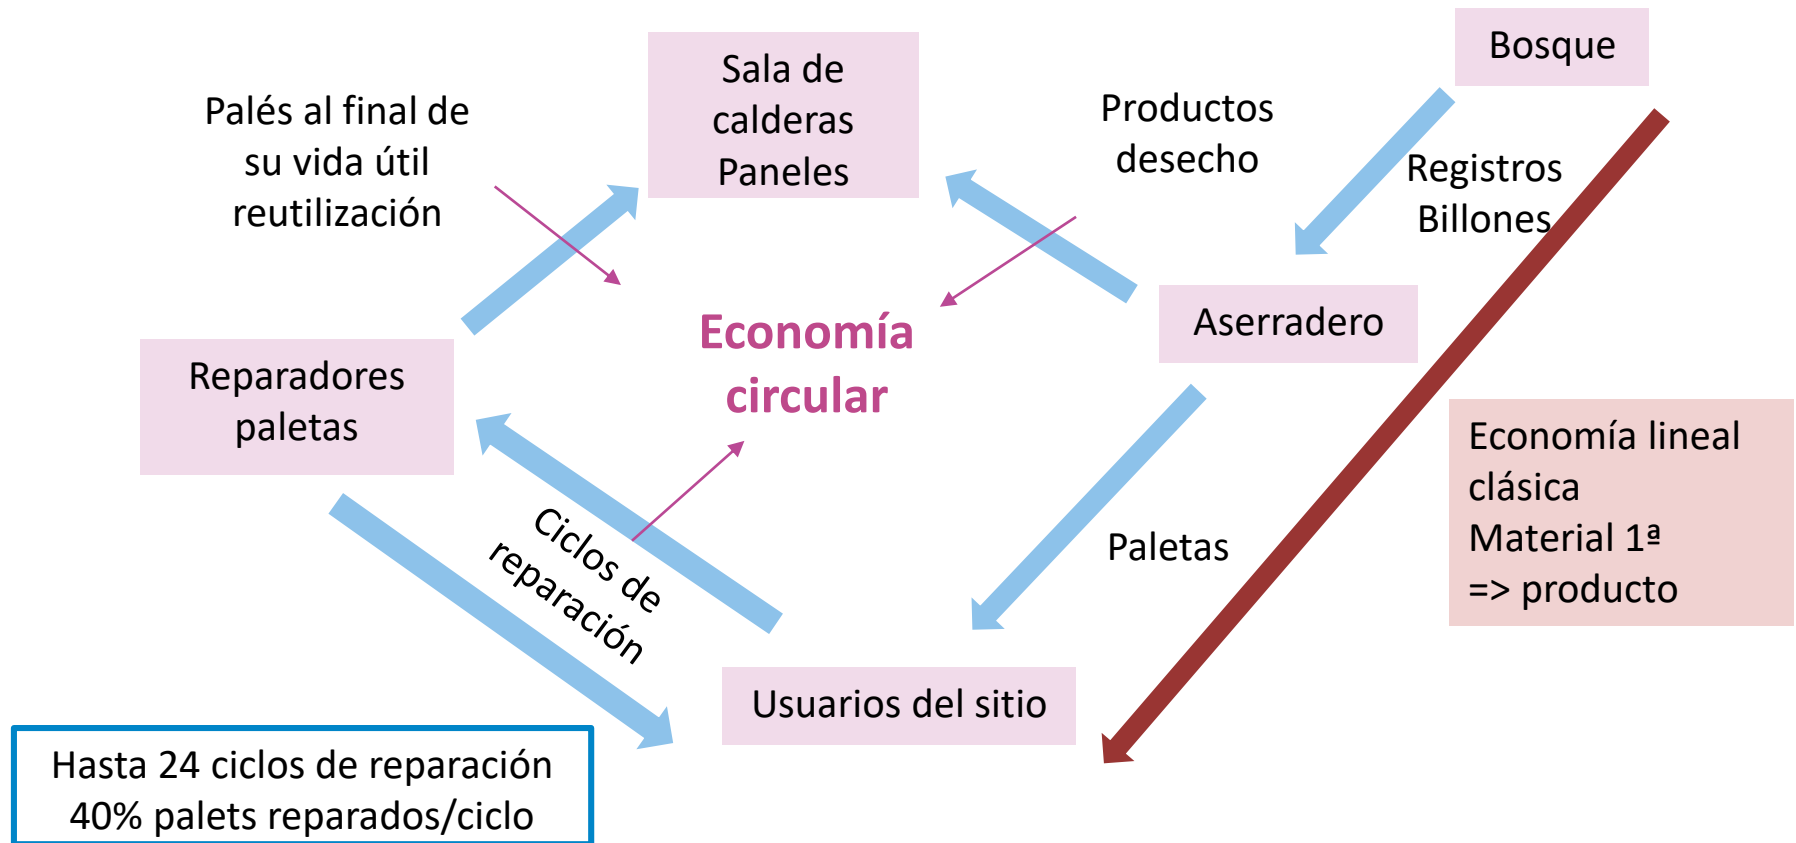 Bosque
Sala de
calderas
Paneles
Palés al final de
su vida útil
reutilización
Productos
desecho
Registros
Billones
Aserradero
Economía
circular
Reparadores
paletas
Economía lineal
clásica
Material 1ª
=> producto
Ciclos de
reparación
Paletas
Usuarios del sitio
Hasta 24 ciclos de reparación
40% palets reparados/ciclo